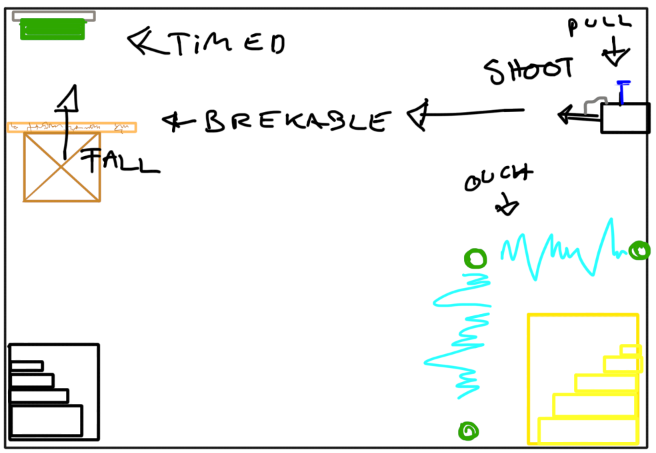 PULL
TIMED
SHOOT
BREKABLE
FALL
OUCH